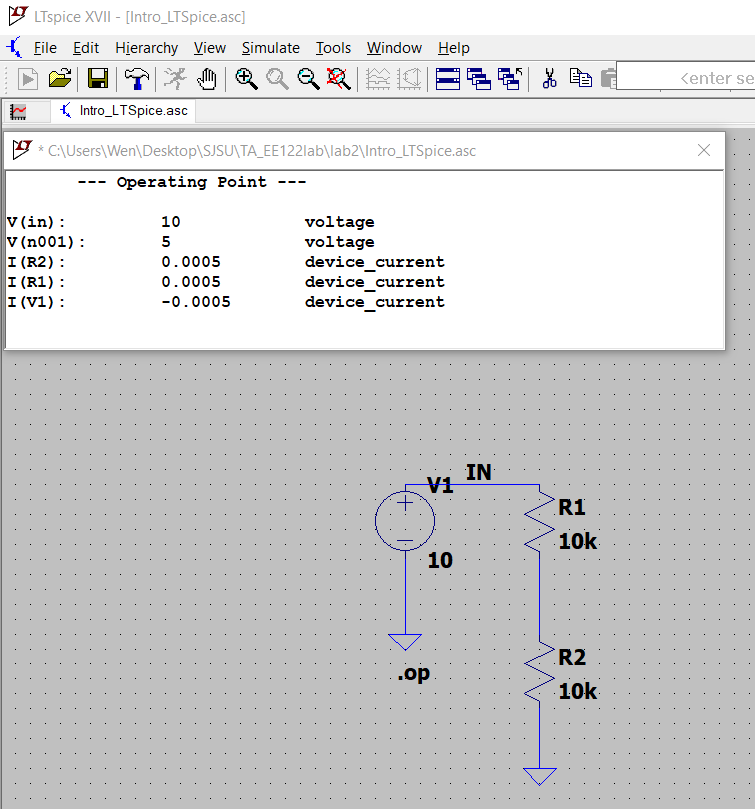 LTspice XVII - [Intro_LTSpice.asc]
File Edit Hierarchy View Simulate Tools Window Help
<enter se
Intro_LTSpice.asc
* C:\Users\Wen\Desktop\SJSU\TA_EE122lab\lab2\Intro_LTSpice.asc
--- Operating Point ---
V(in): 10 voltage
V(n001): 5 voltage
I(R2): 0.0005 device_current
I(R1): 0.0005 device_current
I(V1): -0.0005 device_current
IN
V1
R1
10k
10
R2
.op
10k